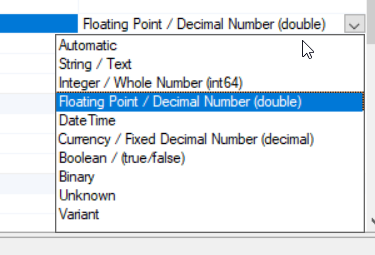 Floating Point / Decimal Number (double)
Automatic
String / Text
Integer / Whole Number (int64)
Floating Point / Decimal Number (double)
DateTime
Currency / Fixed Decimal Number (decimal)
Boolean / (true/false)
Binary
Unknown
Variant